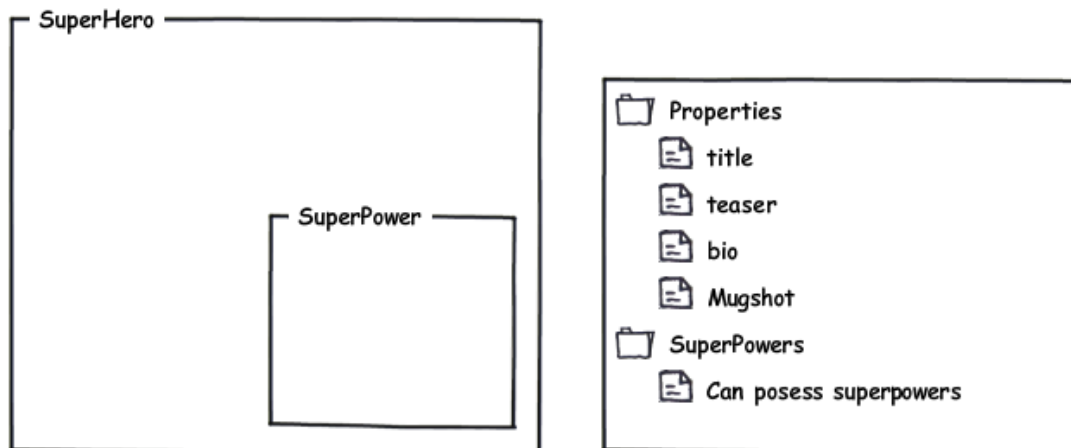 SuperHero
SuperPower
Properties
title
teaser
bio
Mugshot
SuperPowers
Can posess superpowers